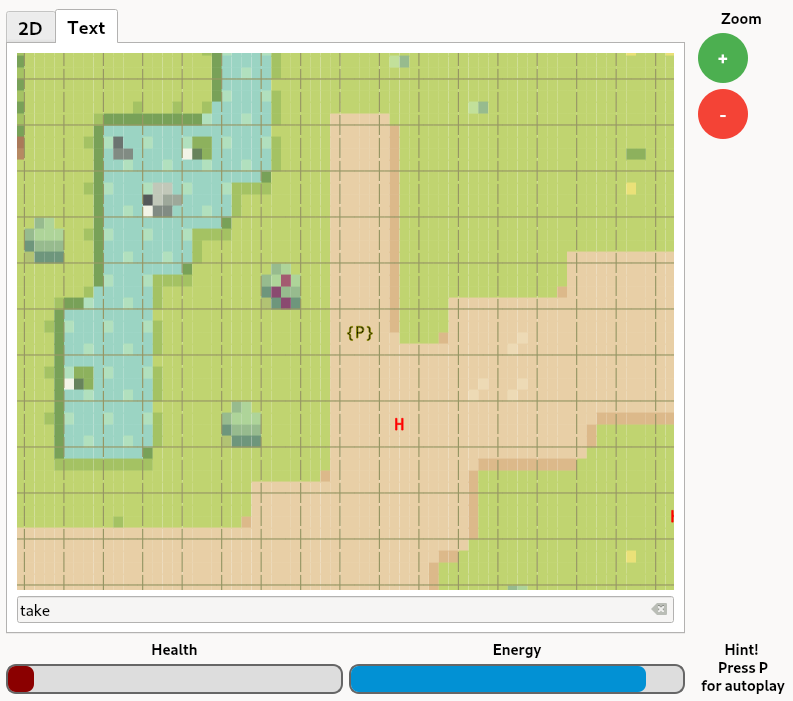 2D
Text
Zoom
+
-
{P}
H
H
take
Health
Energy
Hint!
Press P
for autoplay